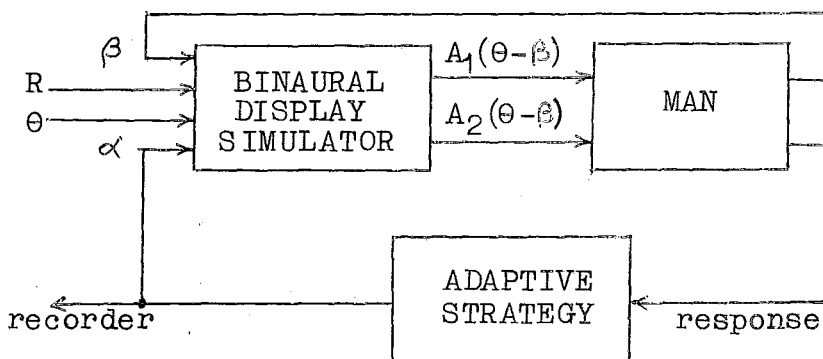 β
R
θ
α
BINAURAL
DISPLAY
SIMULATOR
A₁(θ-β)
A₂(θ-β)
MAN
ADAPTIVE
STRATEGY
recorder
response